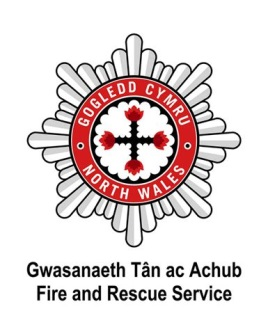 GOGLEDD CYMRU
NORTH WALES
Gwasanaeth Tân ac Achub
Fire and Rescue Service